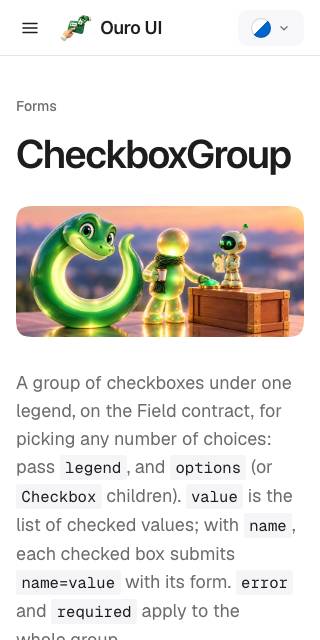 Ouro UI
Forms
CheckboxGroup
A group of checkboxes under one
legend, on the Field contract, for
picking any number of choices:
pass legend, and options (or
Checkbox children). value is the
list of checked values; with name,
each checked box submits
name=value with its form. error
and required apply to the
whole group.